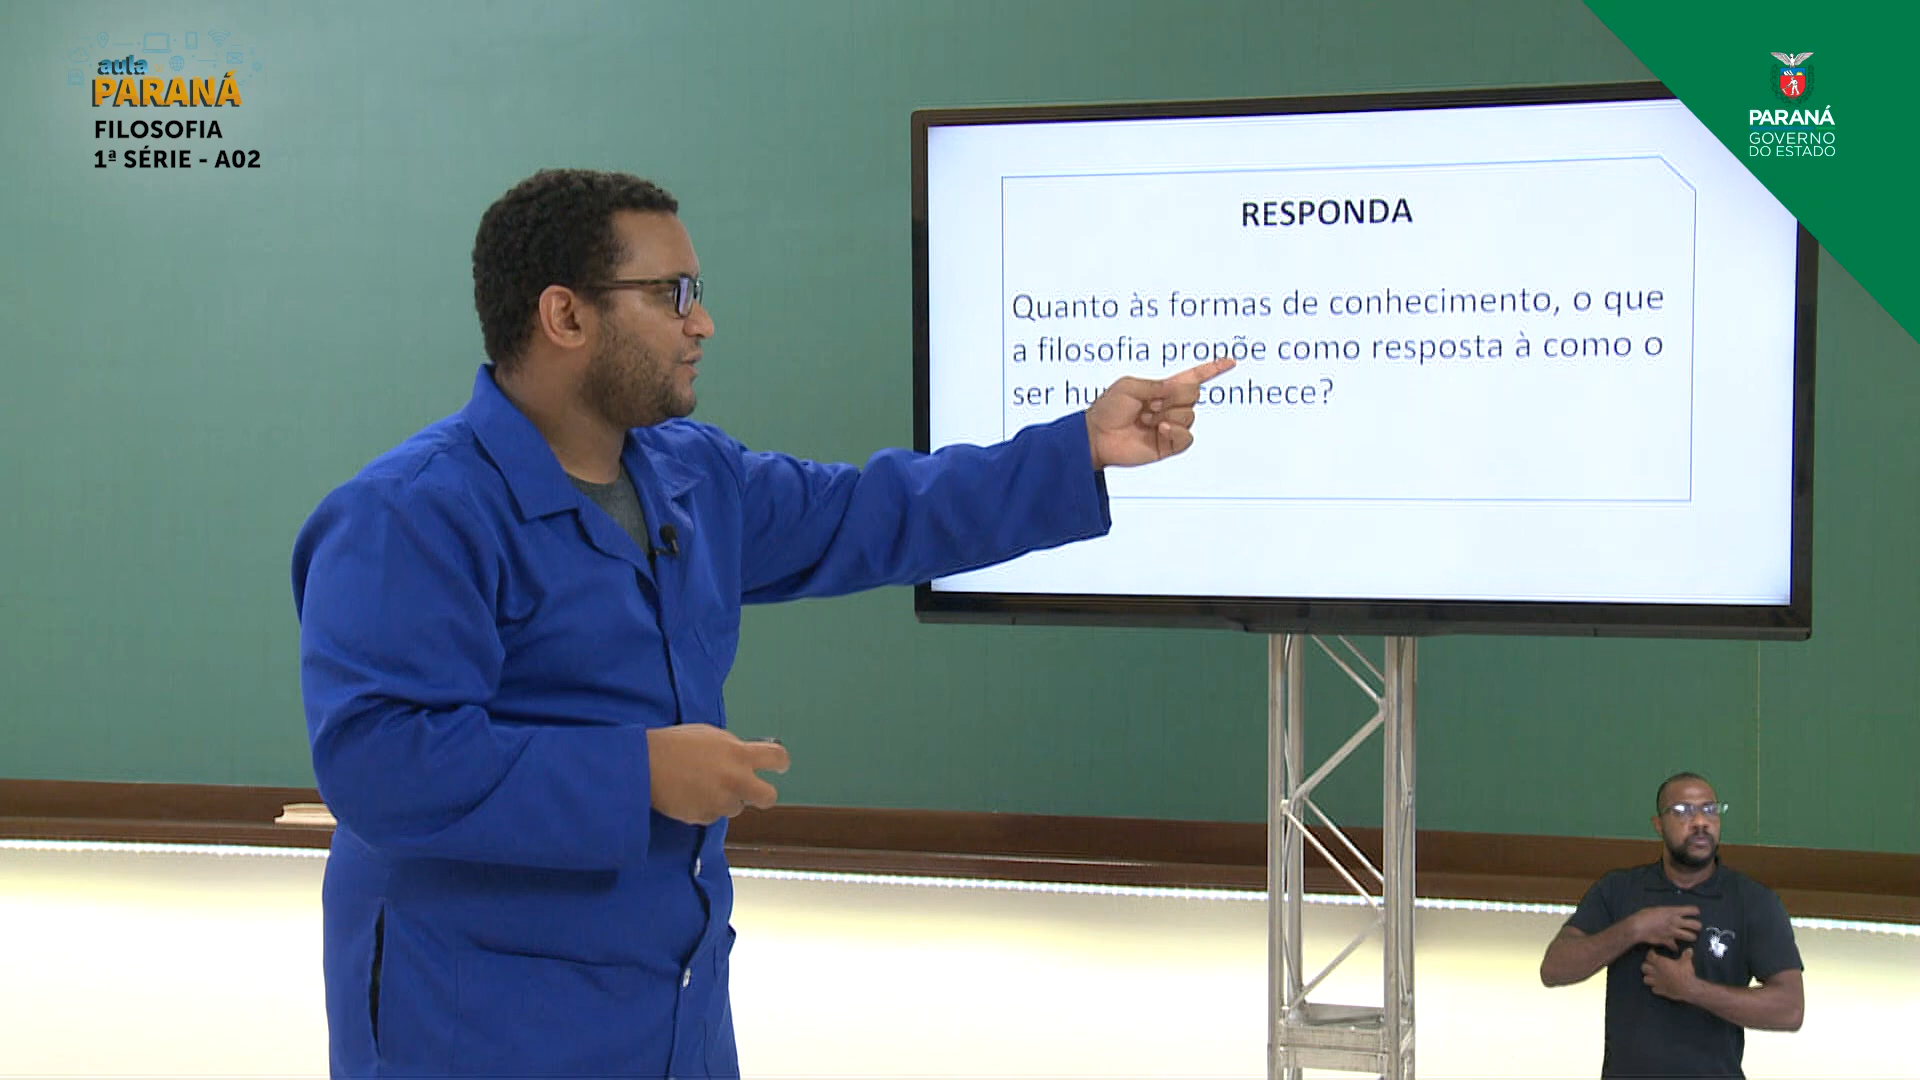 aula
PARANÁ
FILOSOFIA
1ª SÉRIE - A02
PARANÁ
GOVERNO
DO ESTADO
RESPONDA
Quanto às formas de conhecimento, o que
a filosofia propõe como resposta à como o
ser conhece?